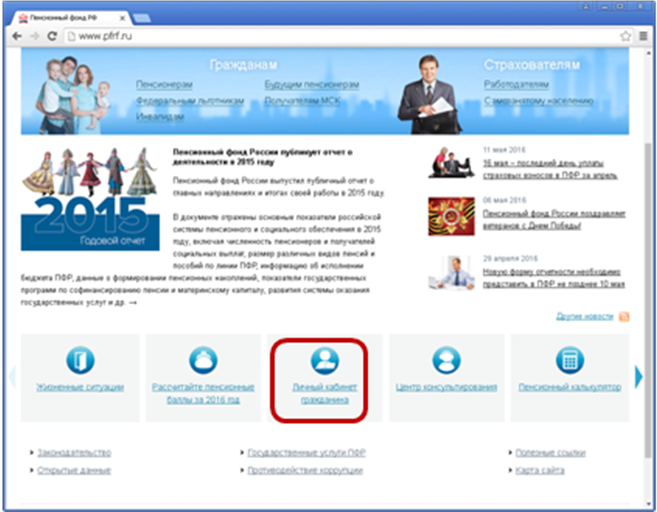 Пенсионный фонд РФ
www.pfrf.ru
Гражданам
Страхователям
Пенсионерам
Будущим пенсионерам
Работодателям
Федеральным льготникам
Получателям МСК
Самозанятому населению
Инвалидам
Пенсионный фонд России публикует отчет о
деятельности в 2015 году
Пенсионный фонд России выпустил публичный отчет о
главных направлениях и итогах своей работы в 2015 году.
В документе отражены основные показатели российской
системы пенсионного и социального обеспечения в 2015
году, включая численность пенсионеров и получателей
социальных выплат, размер различных видов пенсий и
пособий по линии ПФР, информацию об исполнении
бюджета ПФР, данные о формировании пенсионных накоплений, показатели государственных
программ по софинансированию пенсии и материнскому капиталу, развития системы оказания
государственных услуг и др. →
2015
Годовой отчет
11 мая 2016
16 мая – последний день уплаты
страховых взносов в ПФР за апрель
06 мая 2016
Пенсионный фонд России поздравляет
ветеранов с Днем Победы!
29 апреля 2016
Новую форму отчетности необходимо
представить в ПФР не позднее 10 мая
Другие новости
Жизненные ситуации
Рассчитайте пенсионные
баллы за 2016 год
Личный кабинет
гражданина
Центр консультирования
Пенсионный калькулятор
Законодательство
Государственные услуги ПФР
Полезные ссылки
Открытые данные
Противодействие коррупции
Карта сайта